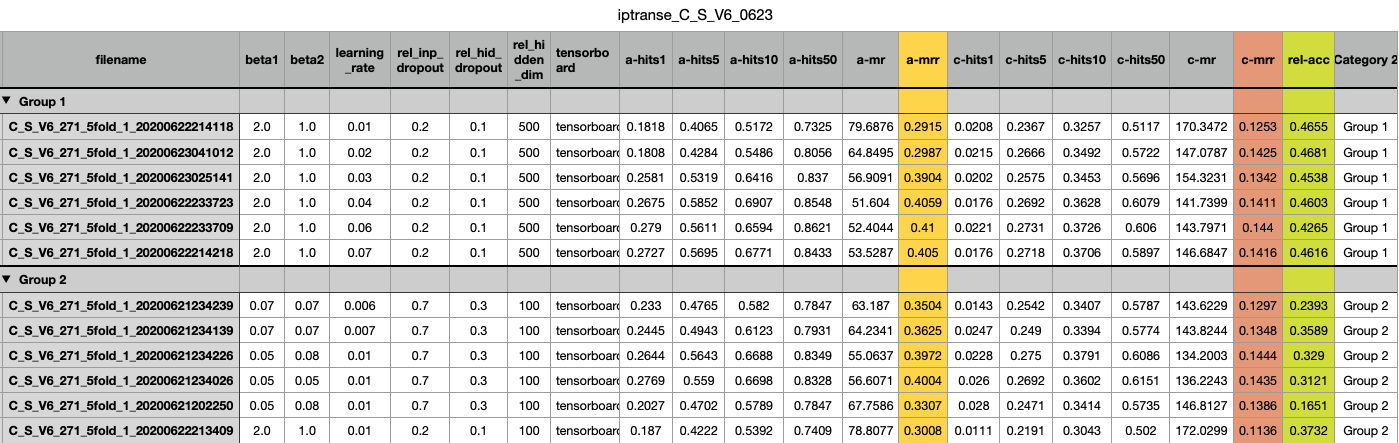 iptranse_C_S_V6_0623
filename beta1 beta2 learning_rate rel_inp_dropout rel_hid_dropout rel_hidden_dim tensorboard a-hits1 a-hits5 a-hits10 a-hits50 a-mr a-mrr c-hits1 c-hits5 c-hits10 c-hits50 c-mr c-mrr rel-acc Category 2
▼ Group 1
C_S_V6_271_5fold_1_20200622214118 2.0 1.0 0.01 0.2 0.1 500 tensorboard 0.1818 0.4065 0.5172 0.7325 79.6876 0.2915 0.0208 0.2367 0.3257 0.5117 170.3472 0.1253 0.4655 Group 1
C_S_V6_271_5fold_1_20200623041012 2.0 1.0 0.02 0.2 0.1 500 tensorboard 0.1808 0.4284 0.5486 0.8056 64.8495 0.2987 0.0215 0.2666 0.3492 0.5722 147.0787 0.1425 0.4681 Group 1
C_S_V6_271_5fold_1_20200623025141 2.0 1.0 0.03 0.2 0.1 500 tensorboard 0.2581 0.5319 0.6416 0.837 56.9091 0.3904 0.0202 0.2575 0.3453 0.5696 154.3231 0.1342 0.4538 Group 1
C_S_V6_271_5fold_1_20200622233723 2.0 1.0 0.04 0.2 0.1 500 tensorboard 0.2675 0.5852 0.6907 0.8548 51.604 0.4059 0.0176 0.2692 0.3628 0.6079 141.7399 0.1411 0.4603 Group 1
C_S_V6_271_5fold_1_20200622233709 2.0 1.0 0.06 0.2 0.1 500 tensorboard 0.279 0.5611 0.6594 0.8621 52.4044 0.41 0.0221 0.2731 0.3726 0.606 143.7971 0.144 0.4265 Group 1
C_S_V6_271_5fold_1_20200622214218 2.0 1.0 0.07 0.2 0.1 500 tensorboard 0.2727 0.5695 0.6771 0.8433 53.5287 0.405 0.0176 0.2718 0.3706 0.5897 146.6847 0.1416 0.4616 Group 1
▼ Group 2
C_S_V6_271_5fold_1_20200621234239 0.07 0.07 0.006 0.7 0.3 100 tensorboard 0.233 0.4765 0.582 0.7847 63.187 0.3504 0.0143 0.2542 0.3407 0.5787 143.6229 0.1297 0.2393 Group 2
C_S_V6_271_5fold_1_20200621234139 0.07 0.07 0.007 0.7 0.3 100 tensorboard 0.2445 0.4943 0.6123 0.7931 64.2341 0.3625 0.0247 0.249 0.3394 0.5774 143.8244 0.1348 0.3589 Group 2
C_S_V6_271_5fold_1_20200621234226 0.05 0.08 0.01 0.7 0.3 100 tensorboard 0.2644 0.5643 0.6688 0.8349 55.0637 0.3972 0.0228 0.275 0.3791 0.6086 134.2003 0.1444 0.329 Group 2
C_S_V6_271_5fold_1_20200621234026 0.05 0.05 0.01 0.7 0.3 100 tensorboard 0.2769 0.559 0.6698 0.8328 56.6071 0.4004 0.026 0.2692 0.3602 0.6151 136.2243 0.1435 0.3121 Group 2
C_S_V6_271_5fold_1_20200621202250 0.05 0.08 0.01 0.7 0.3 100 tensorboard 0.2027 0.4702 0.5789 0.7847 67.7586 0.3307 0.028 0.2471 0.3414 0.5735 146.8127 0.1386 0.1651 Group 2
C_S_V6_271_5fold_1_20200622213409 2.0 1.0 0.01 0.2 0.1 100 tensorboard 0.187 0.4222 0.5392 0.7409 78.8077 0.3008 0.0111 0.2191 0.3043 0.502 172.0299 0.1136 0.3732 Group 2